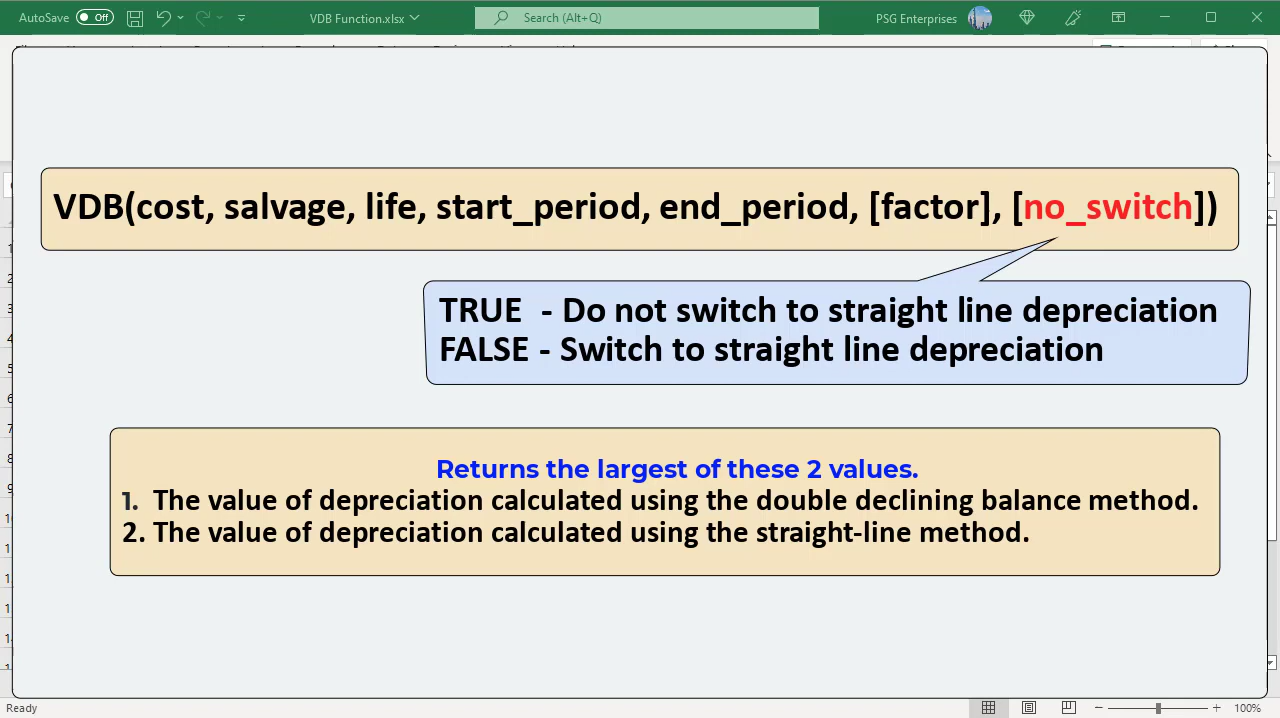 AutoSave Off VDB Function.xlsx Search (Alt+Q) PSG Enterprises
VDB(cost, salvage, life, start_period, end_period, [factor], [no_switch])
TRUE - Do not switch to straight line depreciation
FALSE - Switch to straight line depreciation
Returns the largest of these 2 values.
1. The value of depreciation calculated using the double declining balance method.
2. The value of depreciation calculated using the straight-line method.
Ready 100%